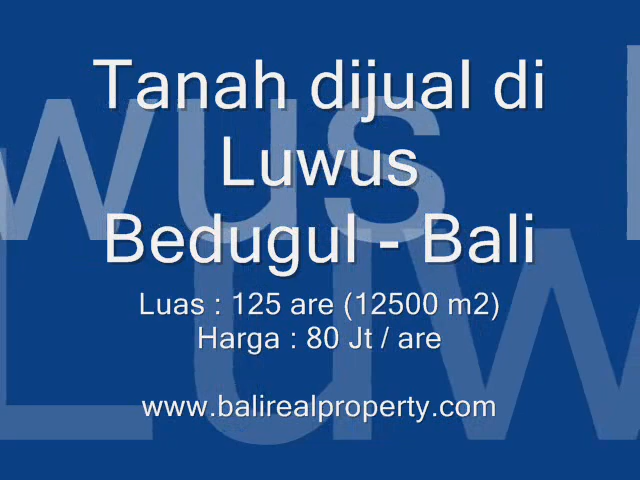 Tanah dijual di
Luwus
Bedugul - Bali
Luas : 125 are (12500 m2)
Harga : 80 Jt / are
www.balirealproperty.com